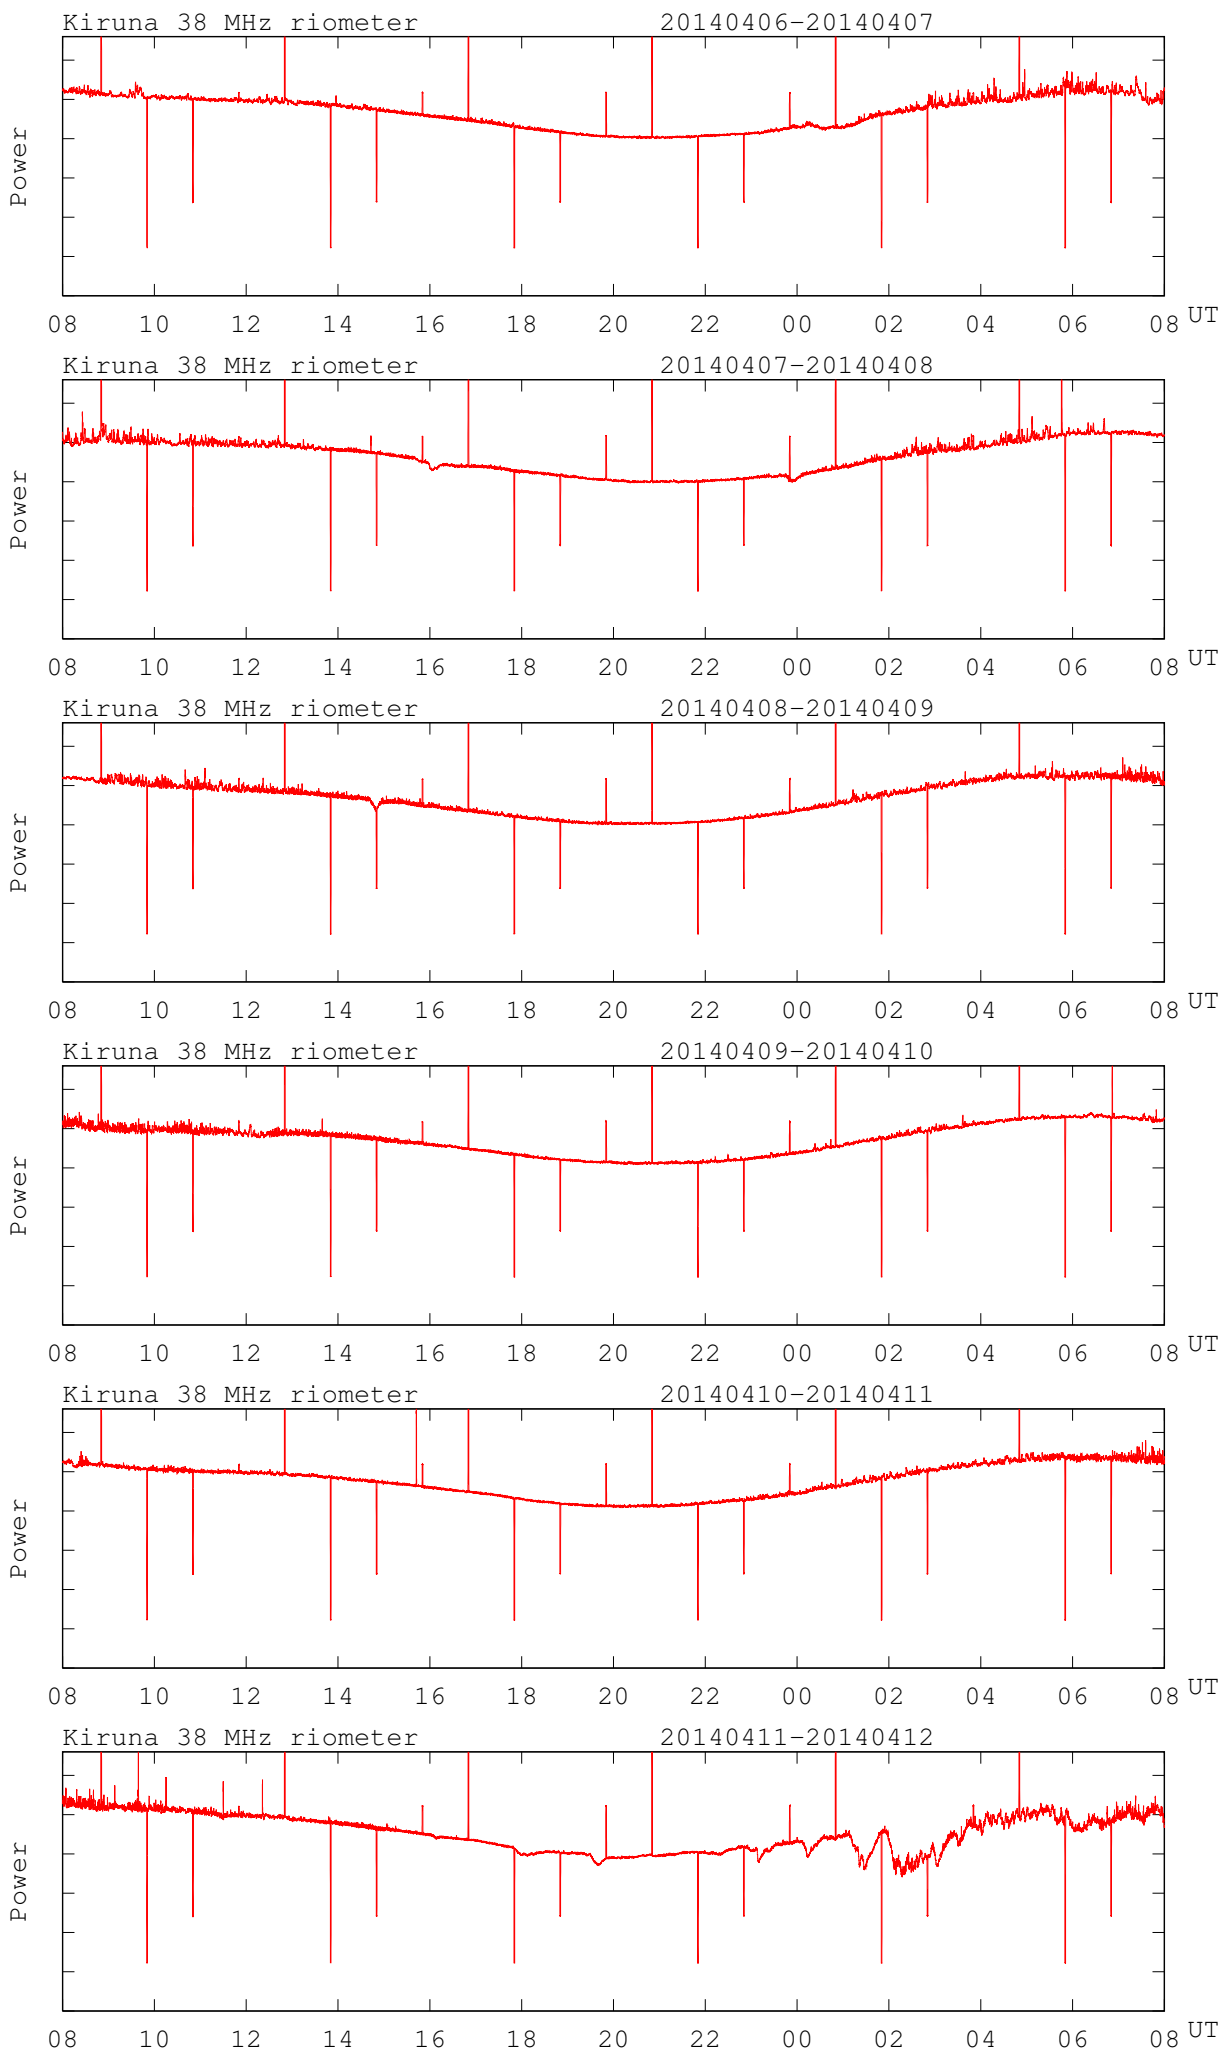 Kiruna 38 MHz riometer 20140406-20140407
Power
08 10 12 14 16 18 20 22 00 02 04 06 08 UT
Kiruna 38 MHz riometer 20140407-20140408
Power
08 10 12 14 16 18 20 22 00 02 04 06 08 UT
Kiruna 38 MHz riometer 20140408-20140409
Power
08 10 12 14 16 18 20 22 00 02 04 06 08 UT
Kiruna 38 MHz riometer 20140409-20140410
Power
08 10 12 14 16 18 20 22 00 02 04 06 08 UT
Kiruna 38 MHz riometer 20140410-20140411
Power
08 10 12 14 16 18 20 22 00 02 04 06 08 UT
Kiruna 38 MHz riometer 20140411-20140412
Power
08 10 12 14 16 18 20 22 00 02 04 06 08 UT